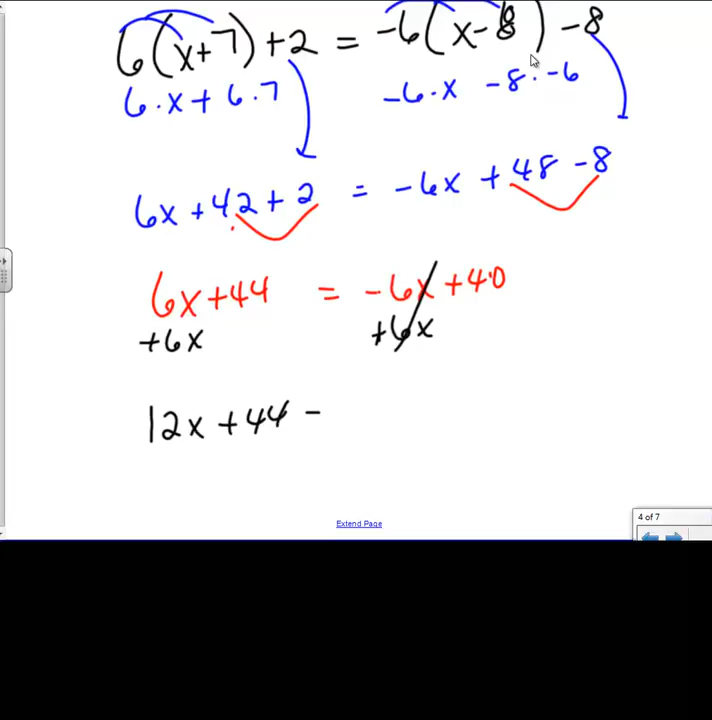 6(x+7)+2 = -6(x-8)-8
6·x+6·7 -6·x -8·-6
6x+42+2 = -6x +48-8
6x+44 = -6x+40
+6x +6x
12x+44 -
Extend Page
4 of 7